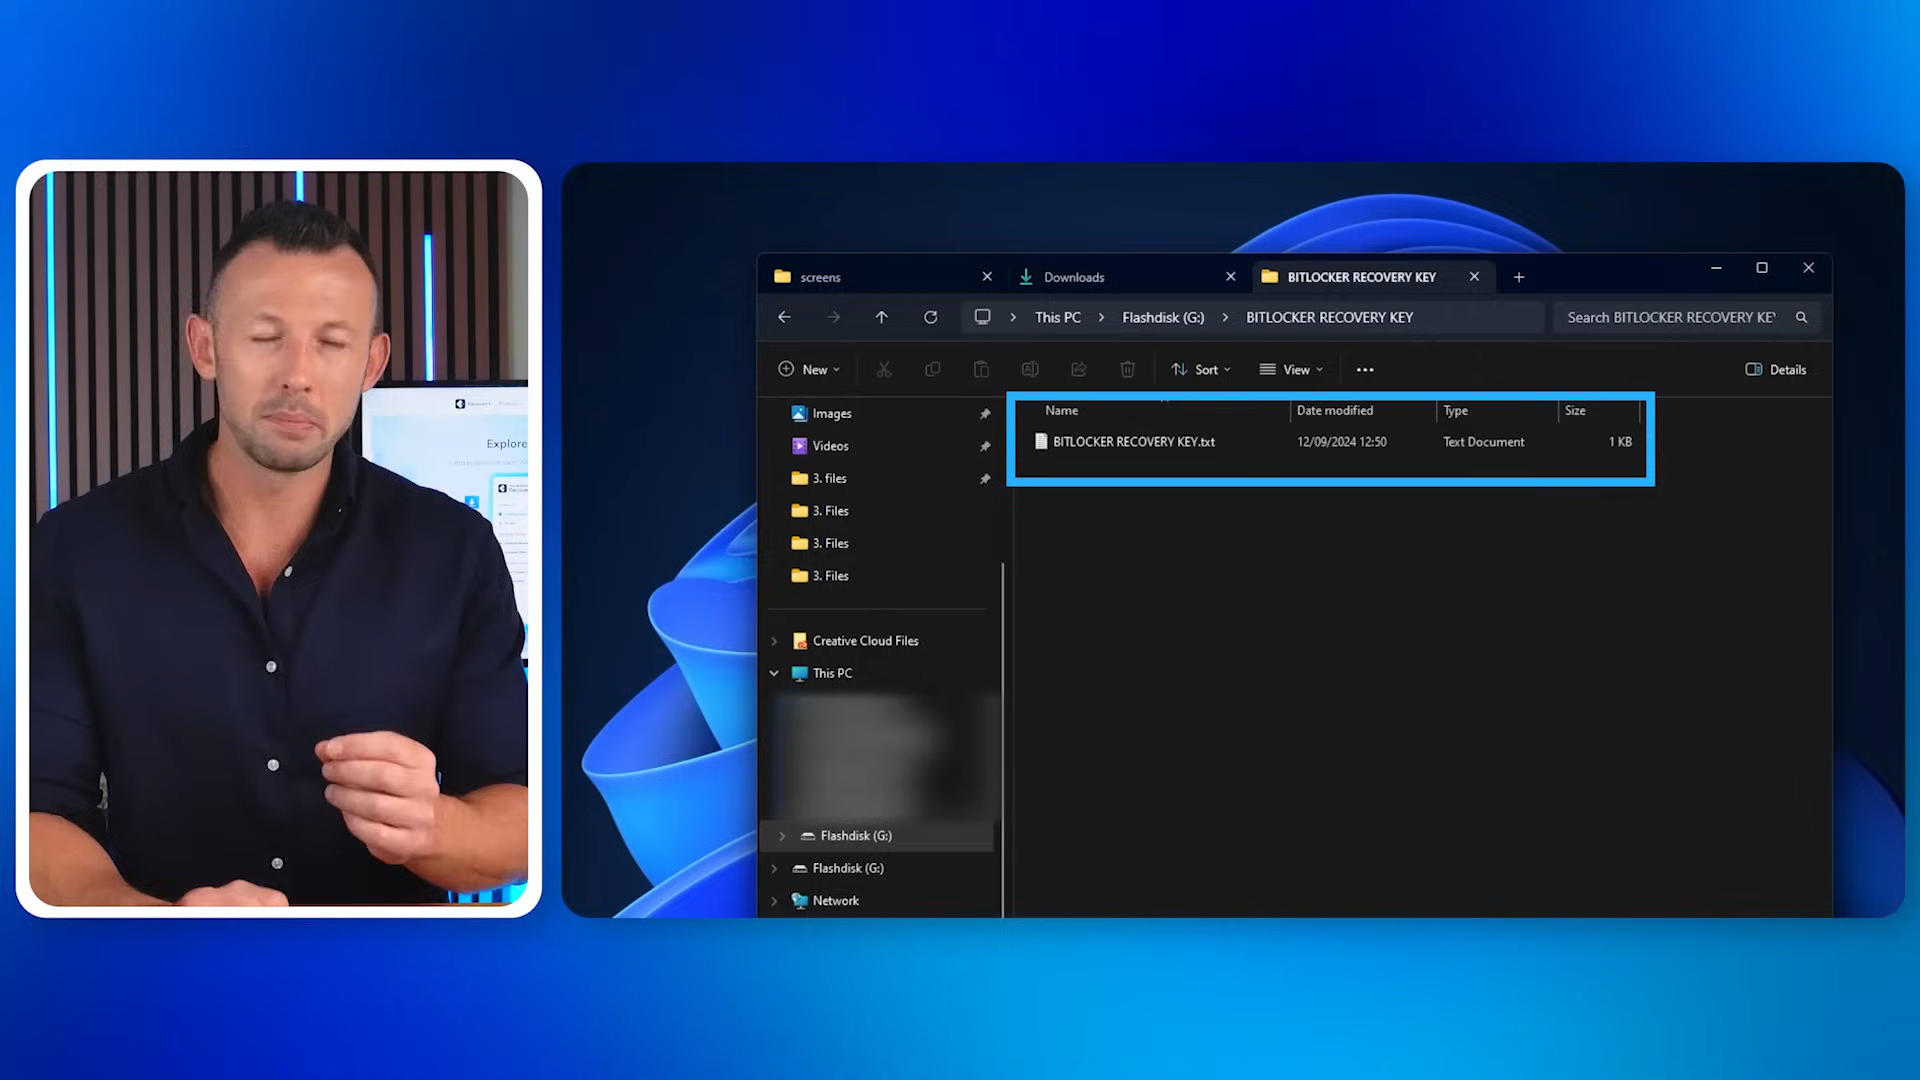 screens
Downloads
BITLOCKER RECOVERY KEY
This PC
Flashdisk (G:)
BITLOCKER RECOVERY KEY
Search BITLOCKER RECOVERY KE
New
Sort
View
Details
Images
Videos
3. files
3. Files
3. Files
3. Files
Creative Cloud Files
This PC
Flashdisk (G:)
Flashdisk (G:)
Network
Name
Date modified
Type
Size
BITLOCKER RECOVERY KEY.txt
12/09/2024 12:50
Text Document
1 KB
Explore